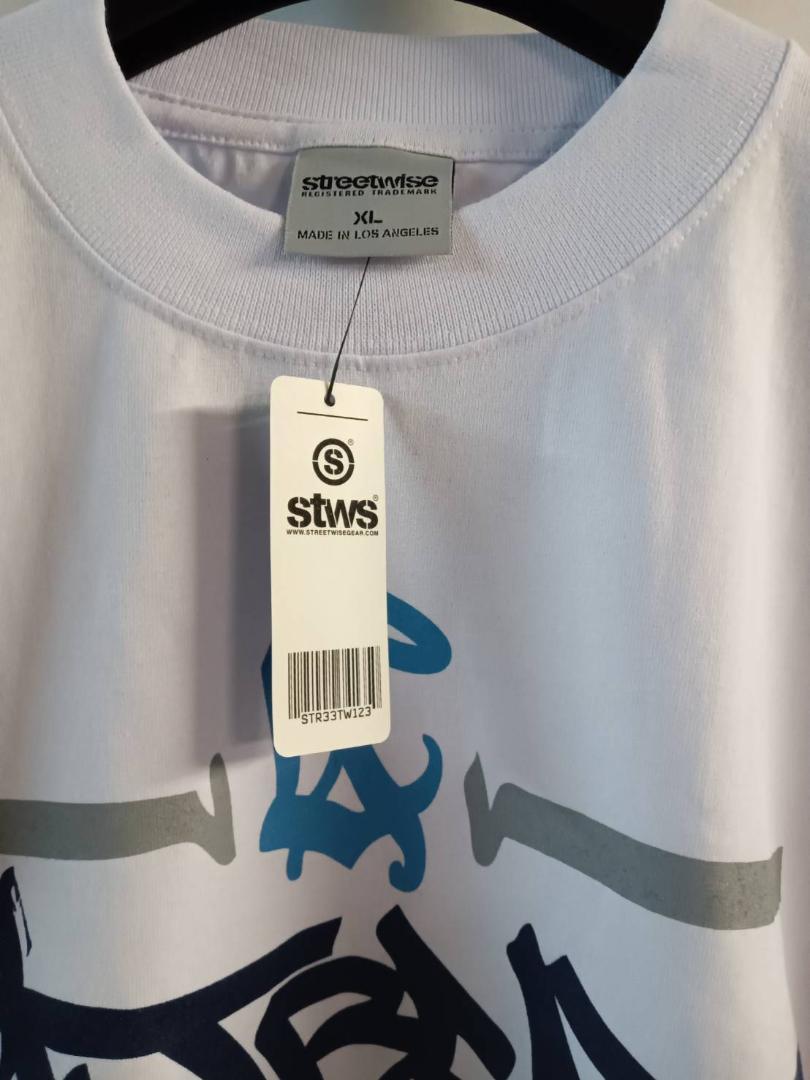 streetwise
REGISTERED TRADEMARK
XL
MADE IN LOS ANGELES
S®
stws®
WWW.STREETWISEGEAR.COM
STR33TW123